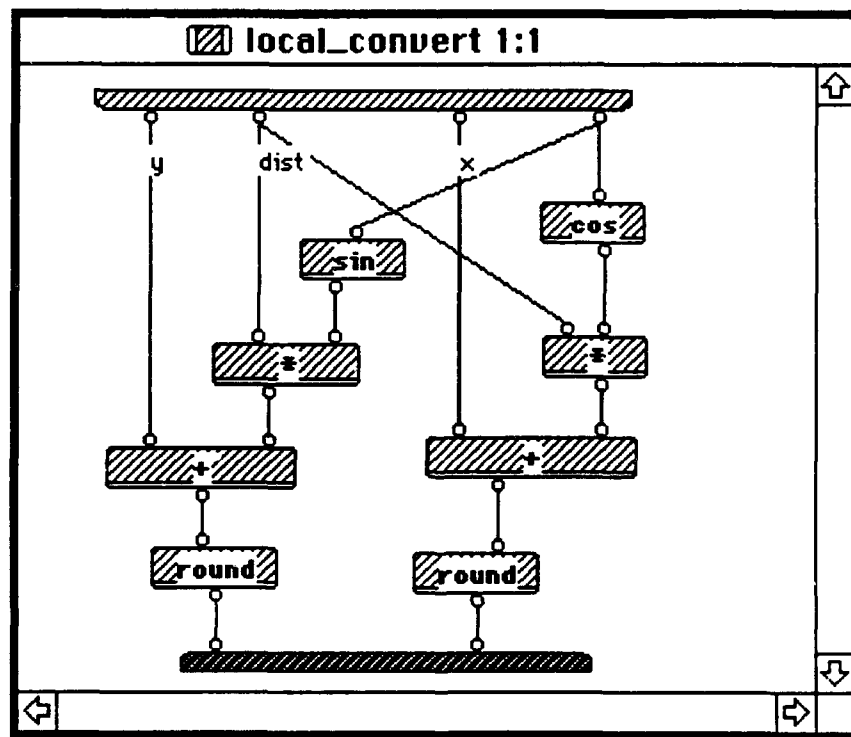 local_convert 1:1
y dist x
cos
sin
*
*
+ +
round round